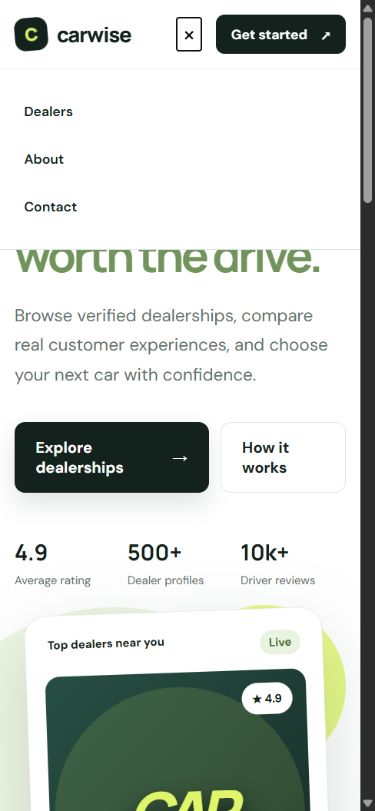 C carwise
× Get started ↗
Dealers
About
Contact
worth the drive.
Browse verified dealerships, compare
real customer experiences, and choose
your next car with confidence.
Explore
dealerships →
How it
works
4.9 500+ 10k+
Average rating Dealer profiles Driver reviews
Top dealers near you Live
★ 4.9
CAR